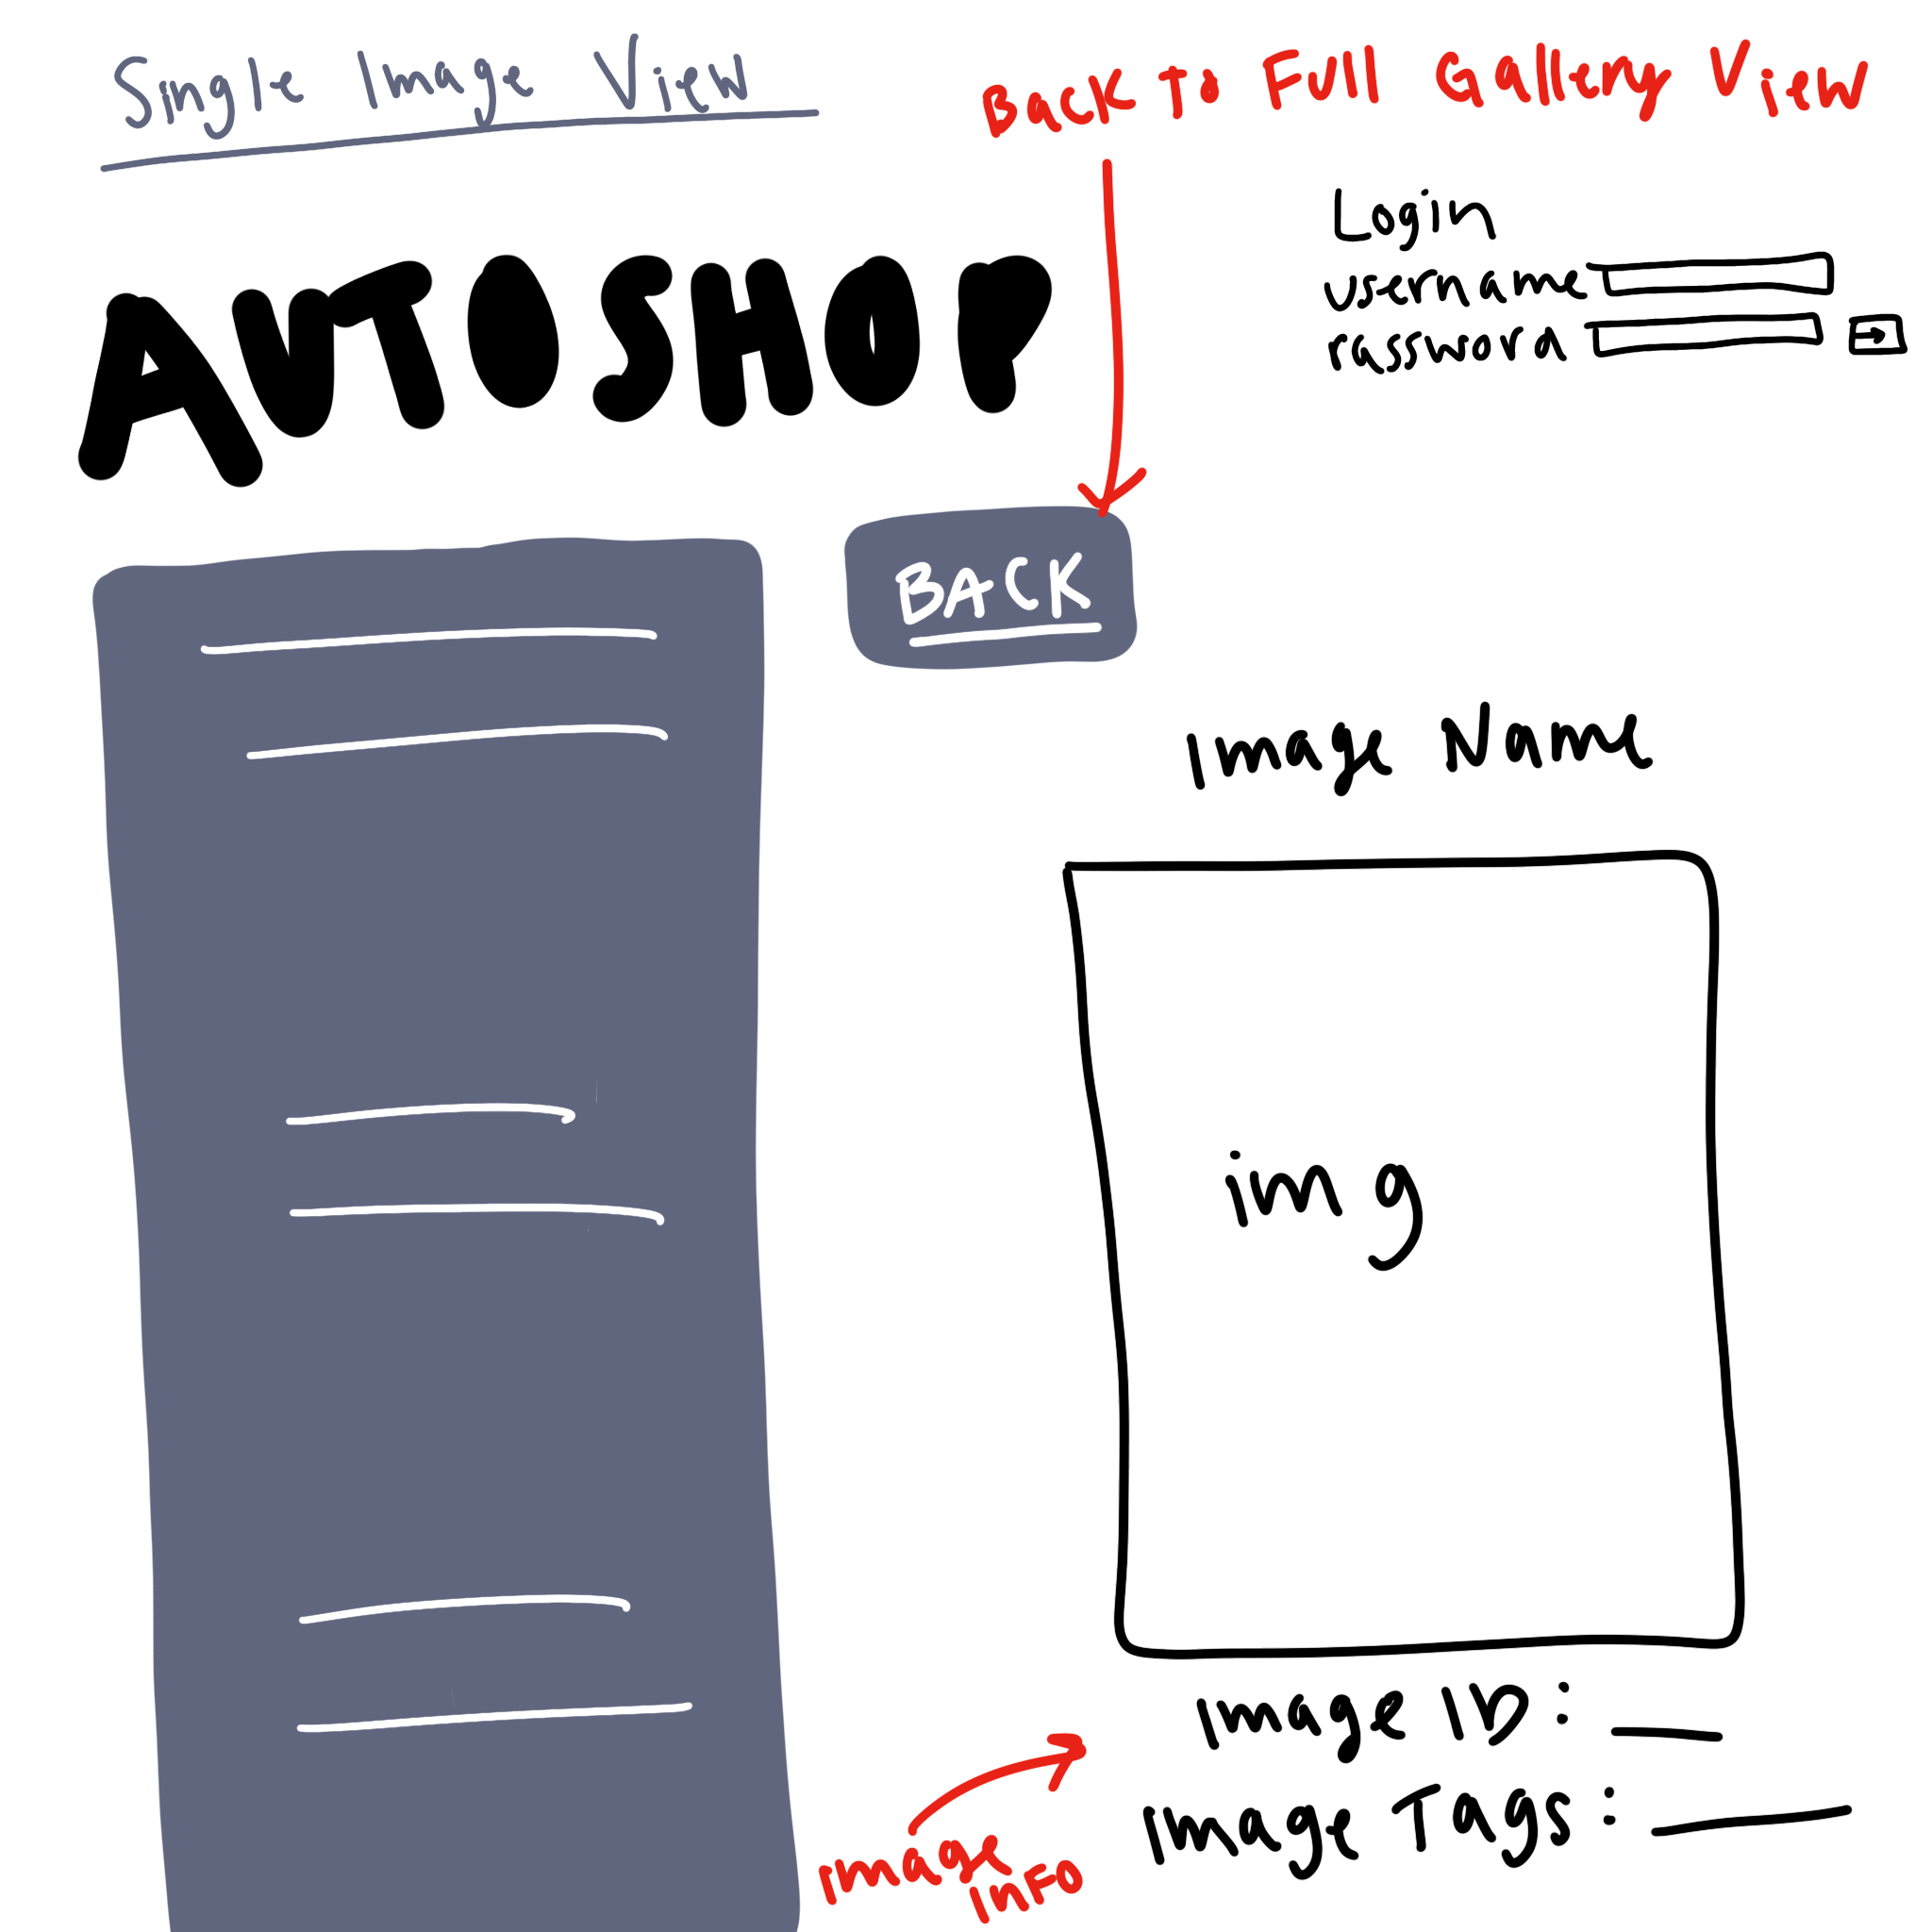 Single Image View
Back To Full Gallery View
Login
username
password
AUTOSHOP
BACK
Image Name
img
Image ID:
Image Tags:
Image
Info